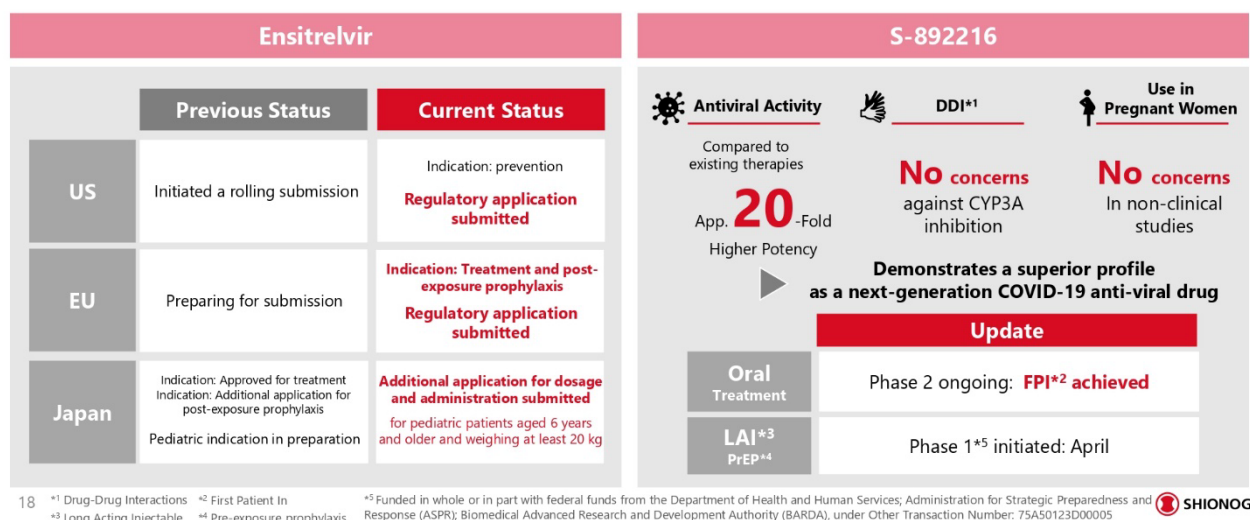 Ensitrelvir
Previous Status
Current Status
US
Initiated a rolling submission
Indication: prevention
Regulatory application
submitted
EU
Preparing for submission
Indication: Treatment and post-
exposure prophylaxis
Regulatory application
submitted
Japan
Indication: Approved for treatment
Indication: Additional application for
post-exposure prophylaxis
Pediatric indication in preparation
Additional application for dosage
and administration submitted
for pediatric patients aged 6 years
and older and weighing at least 20 kg
S-892216
Antiviral Activity
Compared to
existing therapies
App. 20-Fold
Higher Potency
DDI*1
No concerns
against CYP3A
inhibition
Use in
Pregnant Women
No concerns
In non-clinical
studies
Demonstrates a superior profile
as a next-generation COVID-19 anti-viral drug
Update
Oral
Treatment
Phase 2 ongoing: FPI*2 achieved
LAI*3
PrEP*4
Phase 1*5 initiated: April
18
*1 Drug-Drug Interactions *2 First Patient In
*3 Long Acting Injectable *4 Pre-exposure prophylaxis
*5 Funded in whole or in part with federal funds from the Department of Health and Human Services; Administration for Strategic Preparedness and
Response (ASPR); Biomedical Advanced Research and Development Authority (BARDA), under Other Transaction Number: 75A50123D00005
SHIONOG